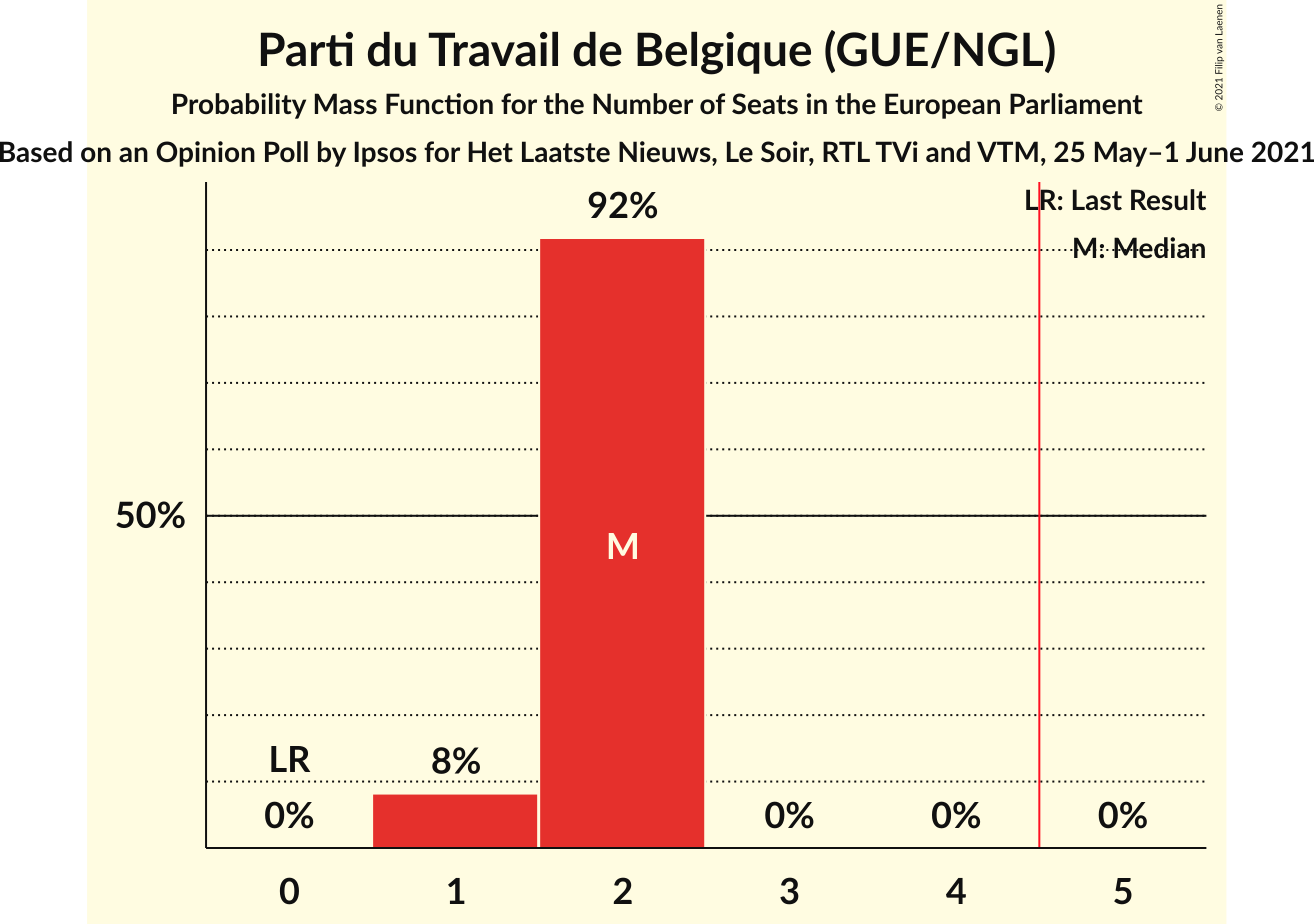 Parti du Travail de Belgique (GUE/NGL)
Probability Mass Function for the Number of Seats in the European Parliament
Based on an Opinion Poll by Ipsos for Het Laatste Nieuws, Le Soir, RTL TVi and VTM, 25 May–1 June 2021
© 2021 Filip van Laenen
LR: Last Result
M: Median
92%
50%
M
LR
8%
0%
0%
0%
0%
0 1 2 3 4 5